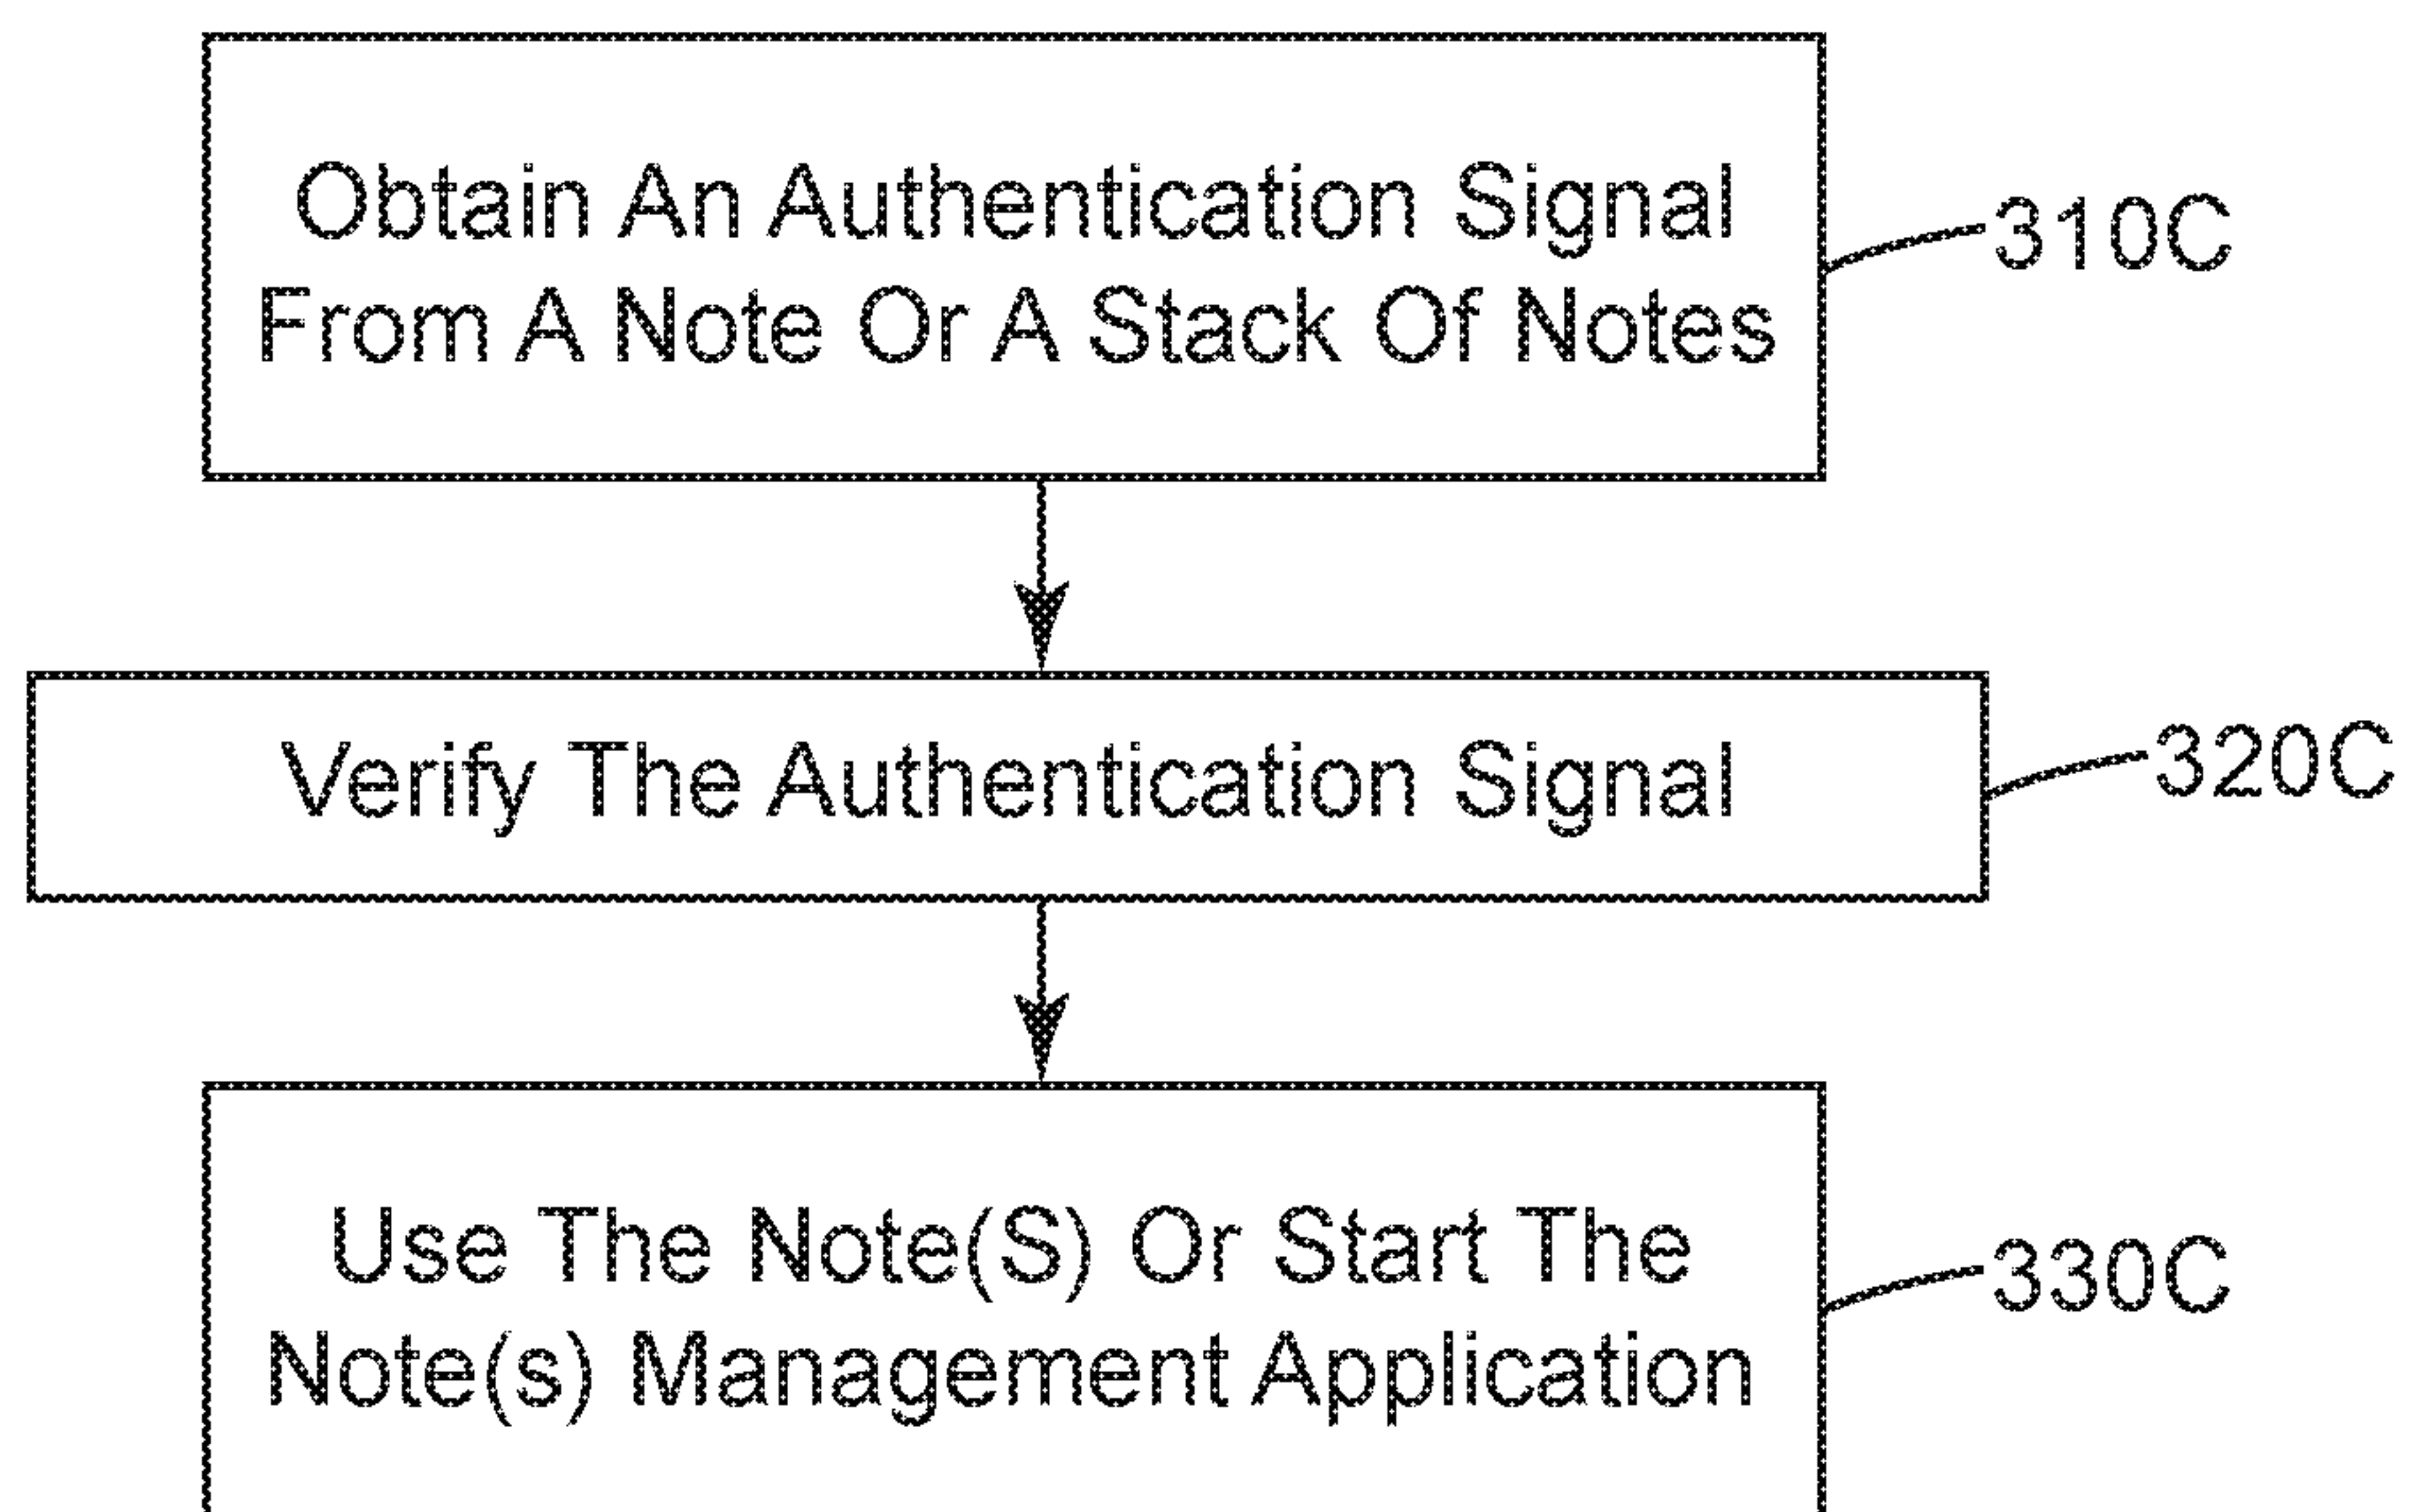 Obtain An Authentication Signal
From A Note Or A Stack Of Notes
310C
Verify The Authentication Signal
320C
Use The Note(S) Or Start The
Note(s) Management Application
330C